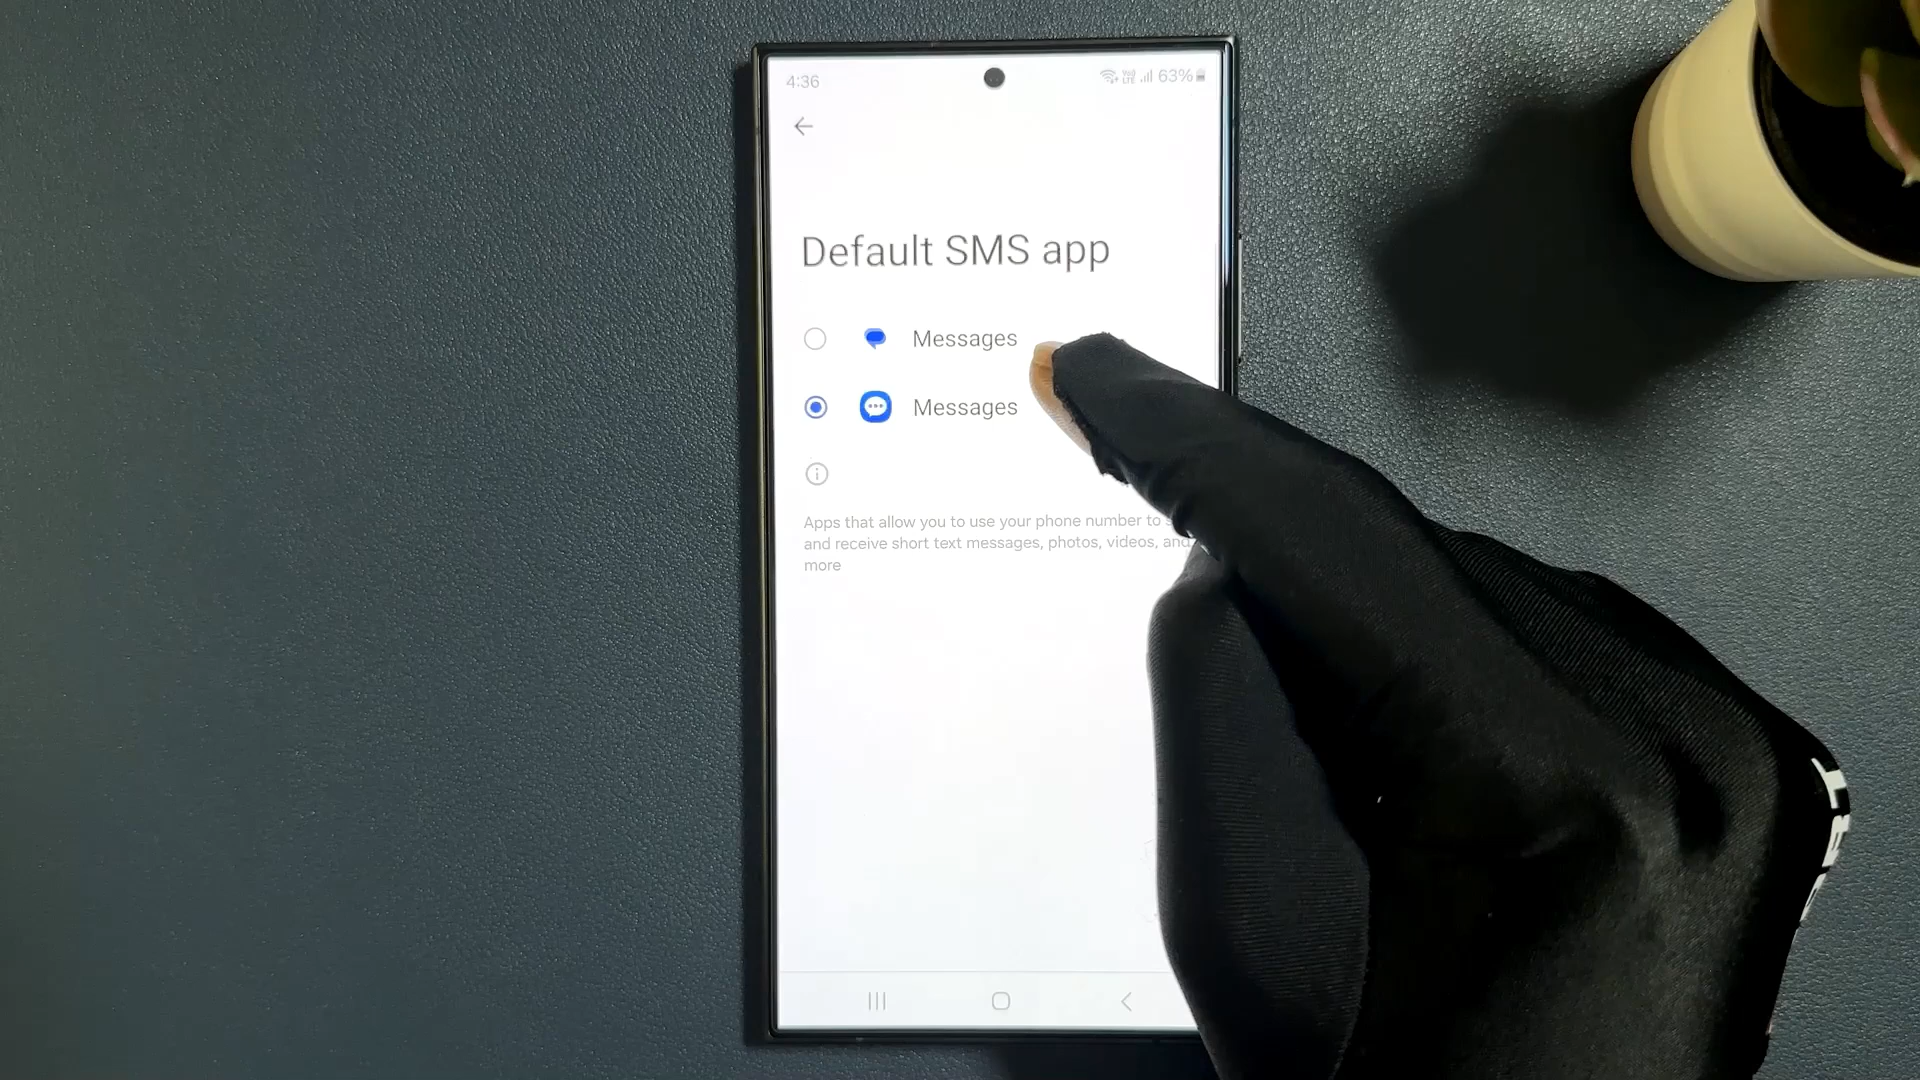 4:36
63%
Default SMS app
Messages
Messages
Apps that allow you to use your phone number to
and receive short text messages, photos, videos, and
more